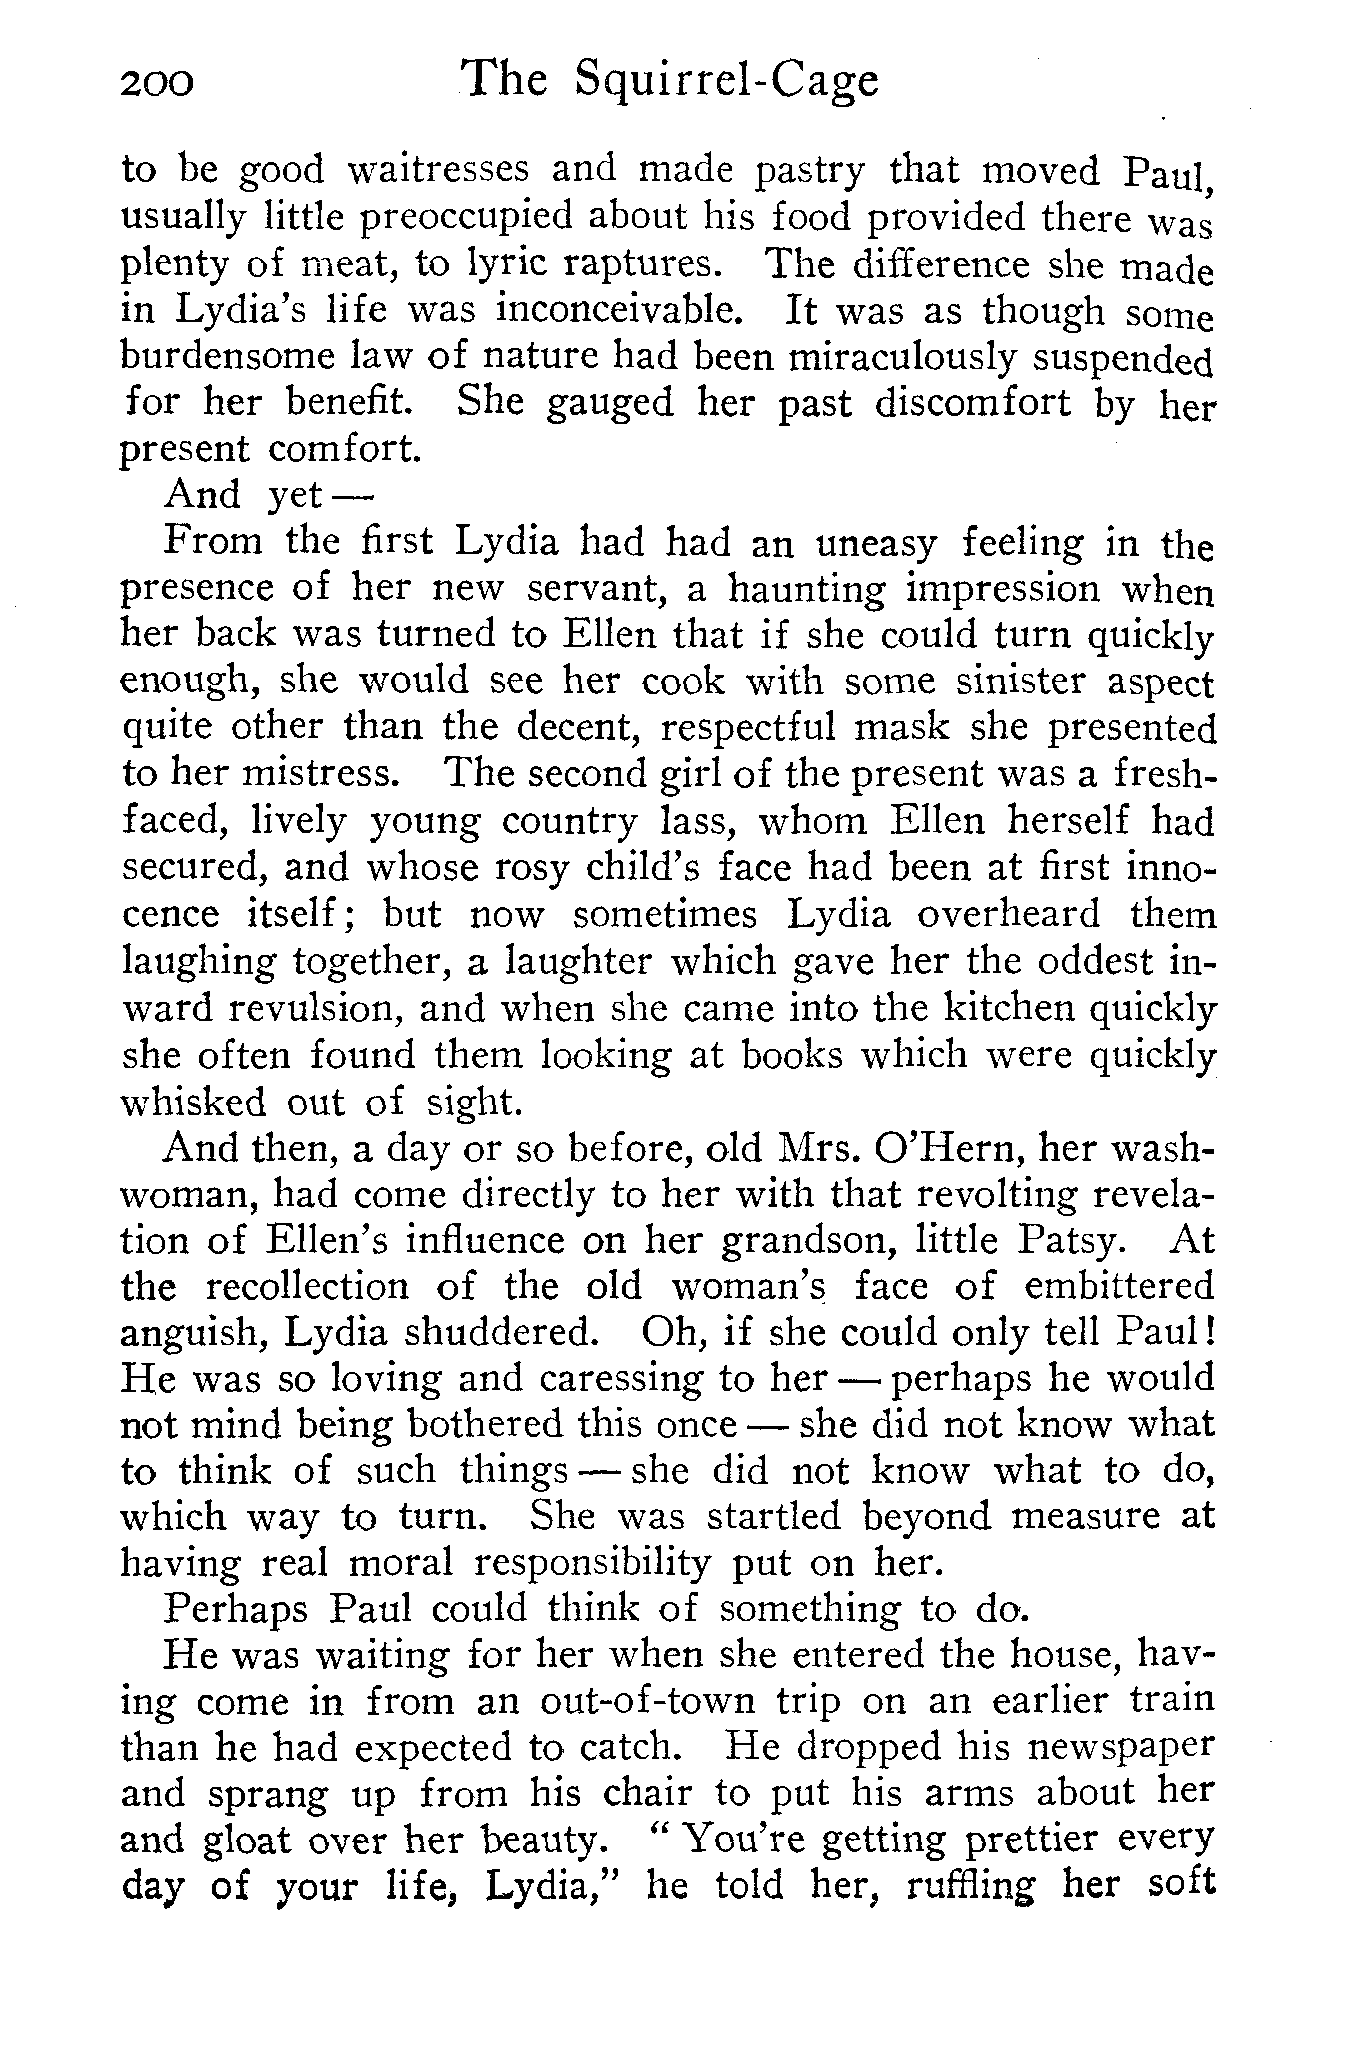 200 The Squirrel-Cage
to be good waitresses and made pastry that moved Paul,
usually little preoccupied about his food provided there was
plenty of meat, to lyric raptures. The difference she made
in Lydia's life was inconceivable. It was as though some
burdensome law of nature had been miraculously suspended
for her benefit. She gauged her past discomfort by her
present comfort.
And yet —
From the first Lydia had had an uneasy feeling in the
presence of her new servant, a haunting impression when
her back was turned to Ellen that if she could turn quickly
enough, she would see her cook with some sinister aspect
quite other than the decent, respectful mask she presented
to her mistress. The second girl of the present was a fresh-
faced, lively young country lass, whom Ellen herself had
secured, and whose rosy child's face had been at first inno-
cence itself; but now sometimes Lydia overheard them
laughing together, a laughter which gave her the oddest in-
ward revulsion, and when she came into the kitchen quickly
she often found them looking at books which were quickly
whisked out of sight.
And then, a day or so before, old Mrs. O'Hern, her wash-
woman, had come directly to her with that revolting revela-
tion of Ellen's influence on her grandson, little Patsy. At
the recollection of the old woman's face of embittered
anguish, Lydia shuddered. Oh, if she could only tell Paul!
He was so loving and caressing to her — perhaps he would
not mind being bothered this once — she did not know what
to think of such things — she did not know what to do,
which way to turn. She was startled beyond measure at
having real moral responsibility put on her.
Perhaps Paul could think of something to do.
He was waiting for her when she entered the house, hav-
ing come in from an out-of-town trip on an earlier train
than he had expected to catch. He dropped his newspaper
and sprang up from his chair to put his arms about her
and gloat over her beauty. "You're getting prettier every
day of your life, Lydia," he told her, ruffling her soft